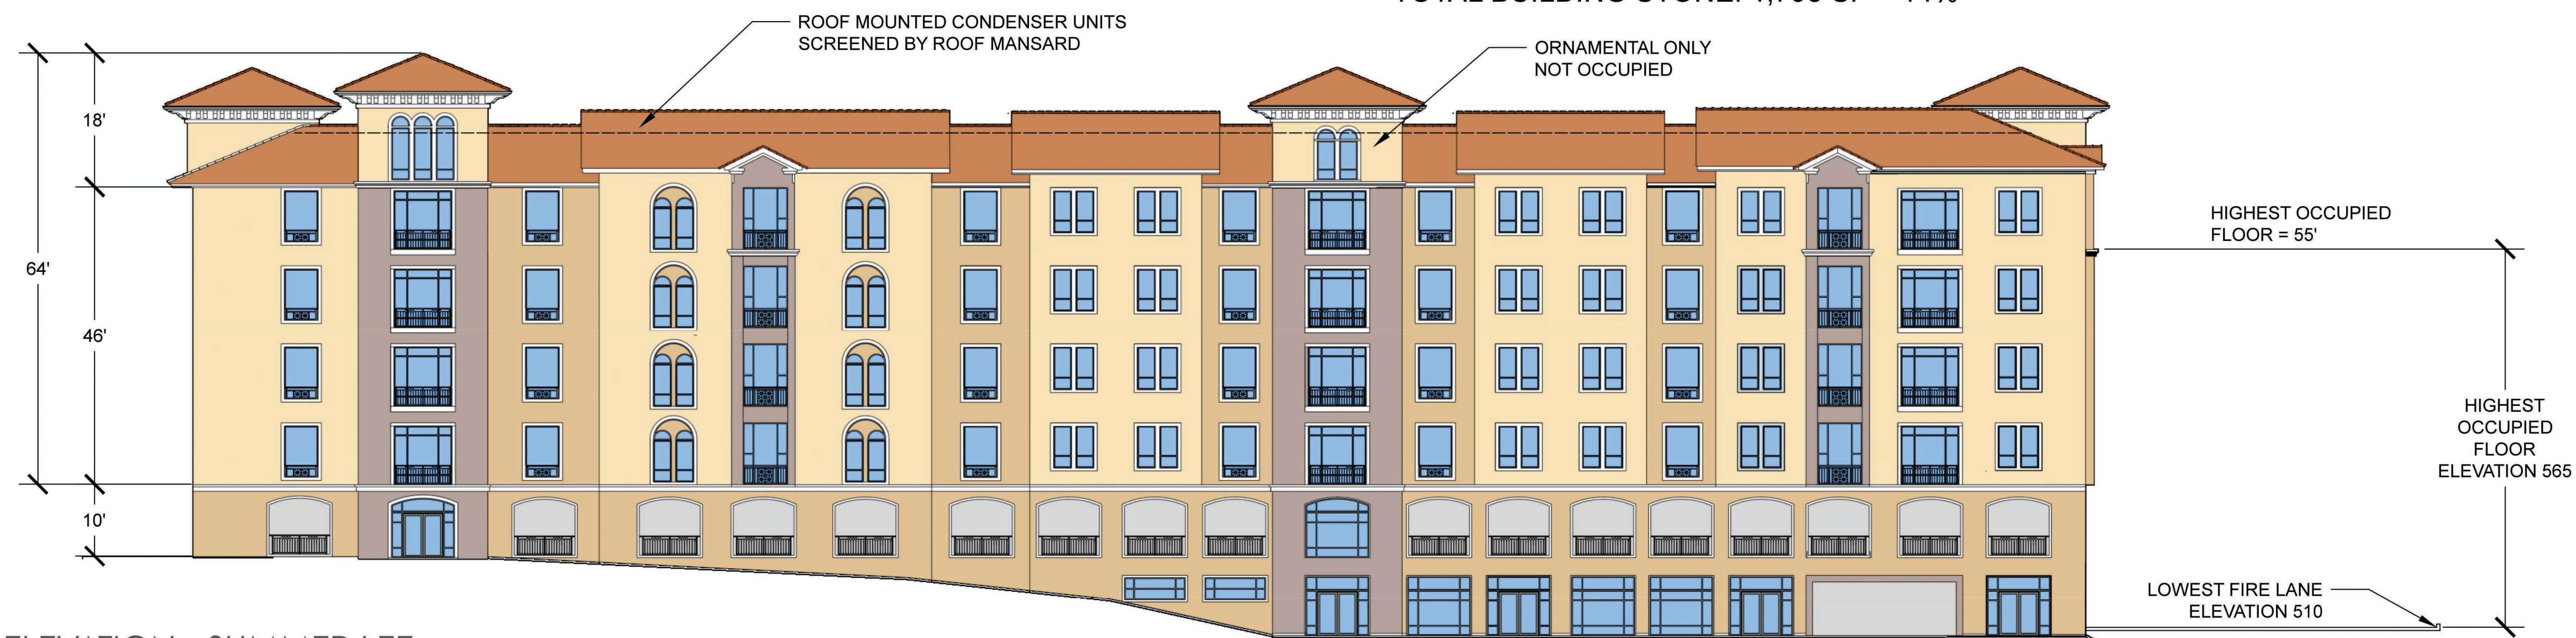 ROOF MOUNTED CONDENSER UNITS
SCREENED BY ROOF MANSARD
ORNAMENTAL ONLY
NOT OCCUPIED
18'
64'
46'
10'
HIGHEST OCCUPIED
FLOOR = 55'
HIGHEST
OCCUPIED
FLOOR
ELEVATION 565
LOWEST FIRE LANE
ELEVATION 510